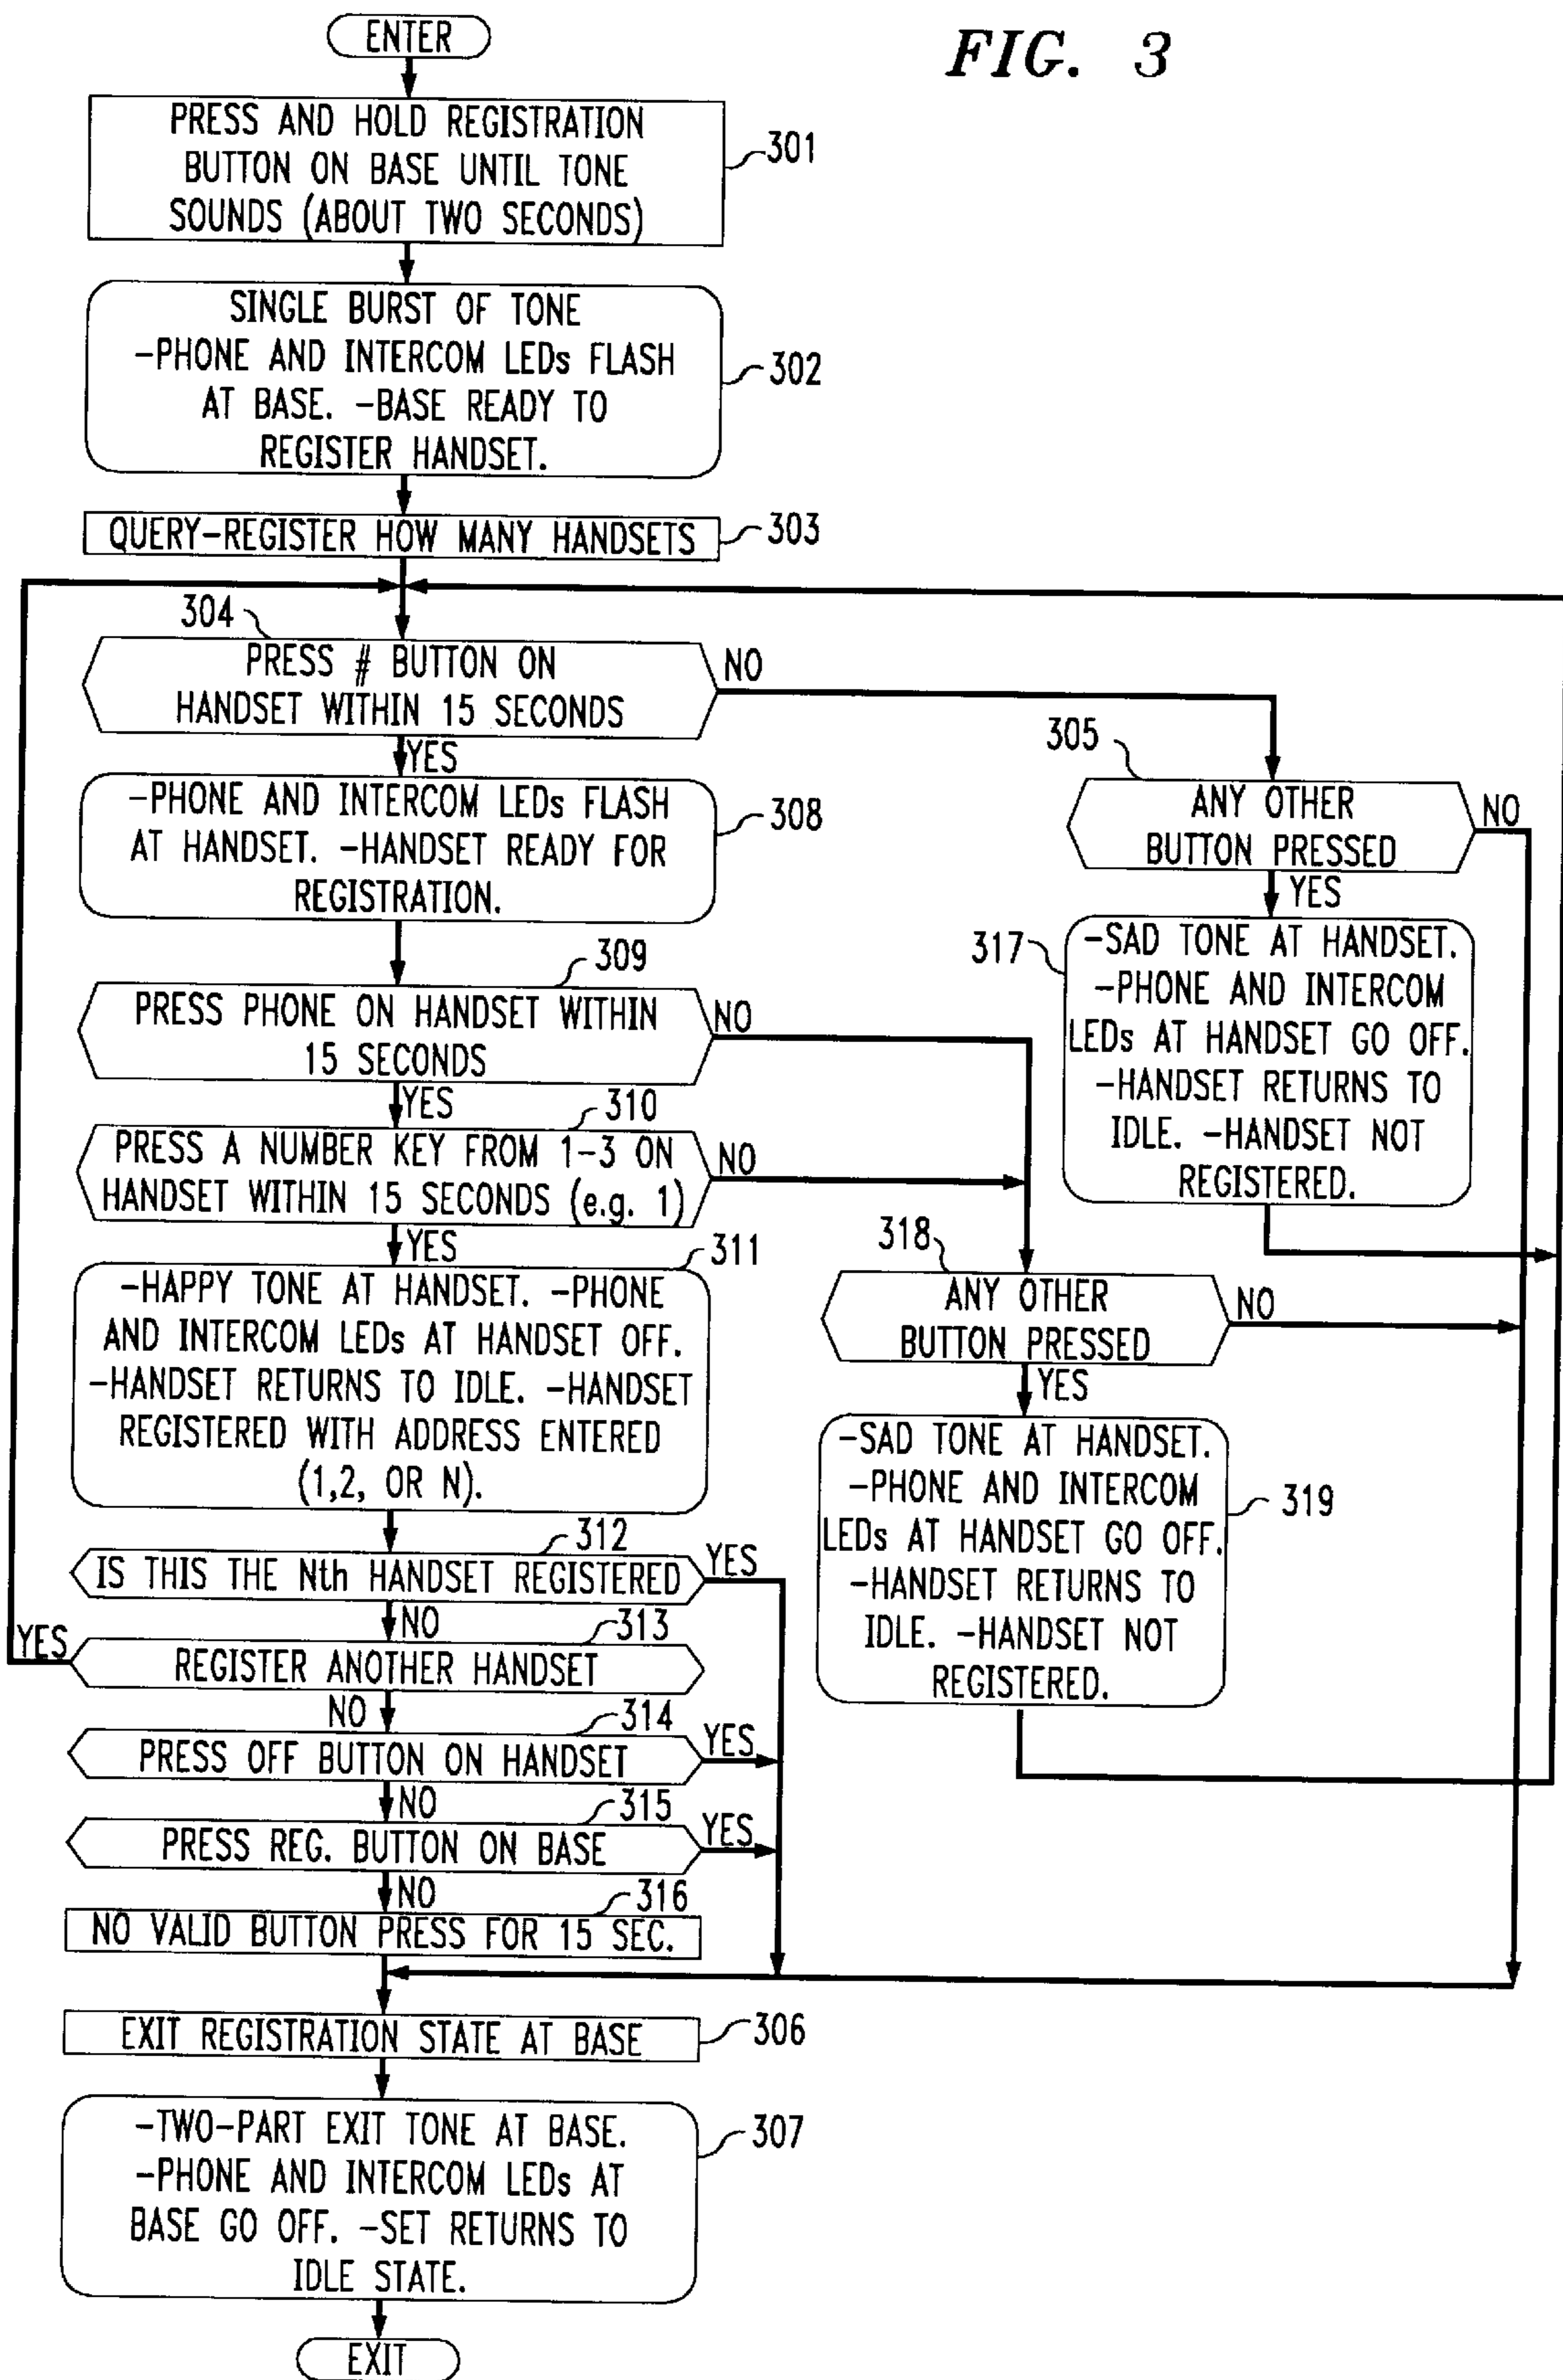 FIG. 3
ENTER
PRESS AND HOLD REGISTRATION
BUTTON ON BASE UNTIL TONE
SOUNDS (ABOUT TWO SECONDS)
301
SINGLE BURST OF TONE
-PHONE AND INTERCOM LEDs FLASH
AT BASE. -BASE READY TO
REGISTER HANDSET.
302
QUERY-REGISTER HOW MANY HANDSETS
303
304
PRESS # BUTTON ON
HANDSET WITHIN 15 SECONDS
NO
YES
305
ANY OTHER
BUTTON PRESSED
NO
YES
-PHONE AND INTERCOM LEDs FLASH
AT HANDSET. -HANDSET READY FOR
REGISTRATION.
308
317
-SAD TONE AT HANDSET.
-PHONE AND INTERCOM
LEDs AT HANDSET GO OFF.
-HANDSET RETURNS TO
IDLE. -HANDSET NOT
REGISTERED.
309
PRESS PHONE ON HANDSET WITHIN
15 SECONDS
NO
YES
310
PRESS A NUMBER KEY FROM 1-3 ON
HANDSET WITHIN 15 SECONDS (e.g. 1)
NO
YES
311
-HAPPY TONE AT HANDSET. -PHONE
AND INTERCOM LEDs AT HANDSET OFF.
-HANDSET RETURNS TO IDLE. -HANDSET
REGISTERED WITH ADDRESS ENTERED
(1,2, OR N).
318
ANY OTHER
BUTTON PRESSED
NO
YES
-SAD TONE AT HANDSET.
-PHONE AND INTERCOM
LEDs AT HANDSET GO OFF.
-HANDSET RETURNS TO
IDLE. -HANDSET NOT
REGISTERED.
319
312
IS THIS THE Nth HANDSET REGISTERED
YES
NO
313
YES
REGISTER ANOTHER HANDSET
NO
314
PRESS OFF BUTTON ON HANDSET
YES
NO
315
PRESS REG. BUTTON ON BASE
YES
NO
316
NO VALID BUTTON PRESS FOR 15 SEC.
EXIT REGISTRATION STATE AT BASE
306
-TWO-PART EXIT TONE AT BASE.
-PHONE AND INTERCOM LEDs AT
BASE GO OFF. -SET RETURNS TO
IDLE STATE.
307
EXIT